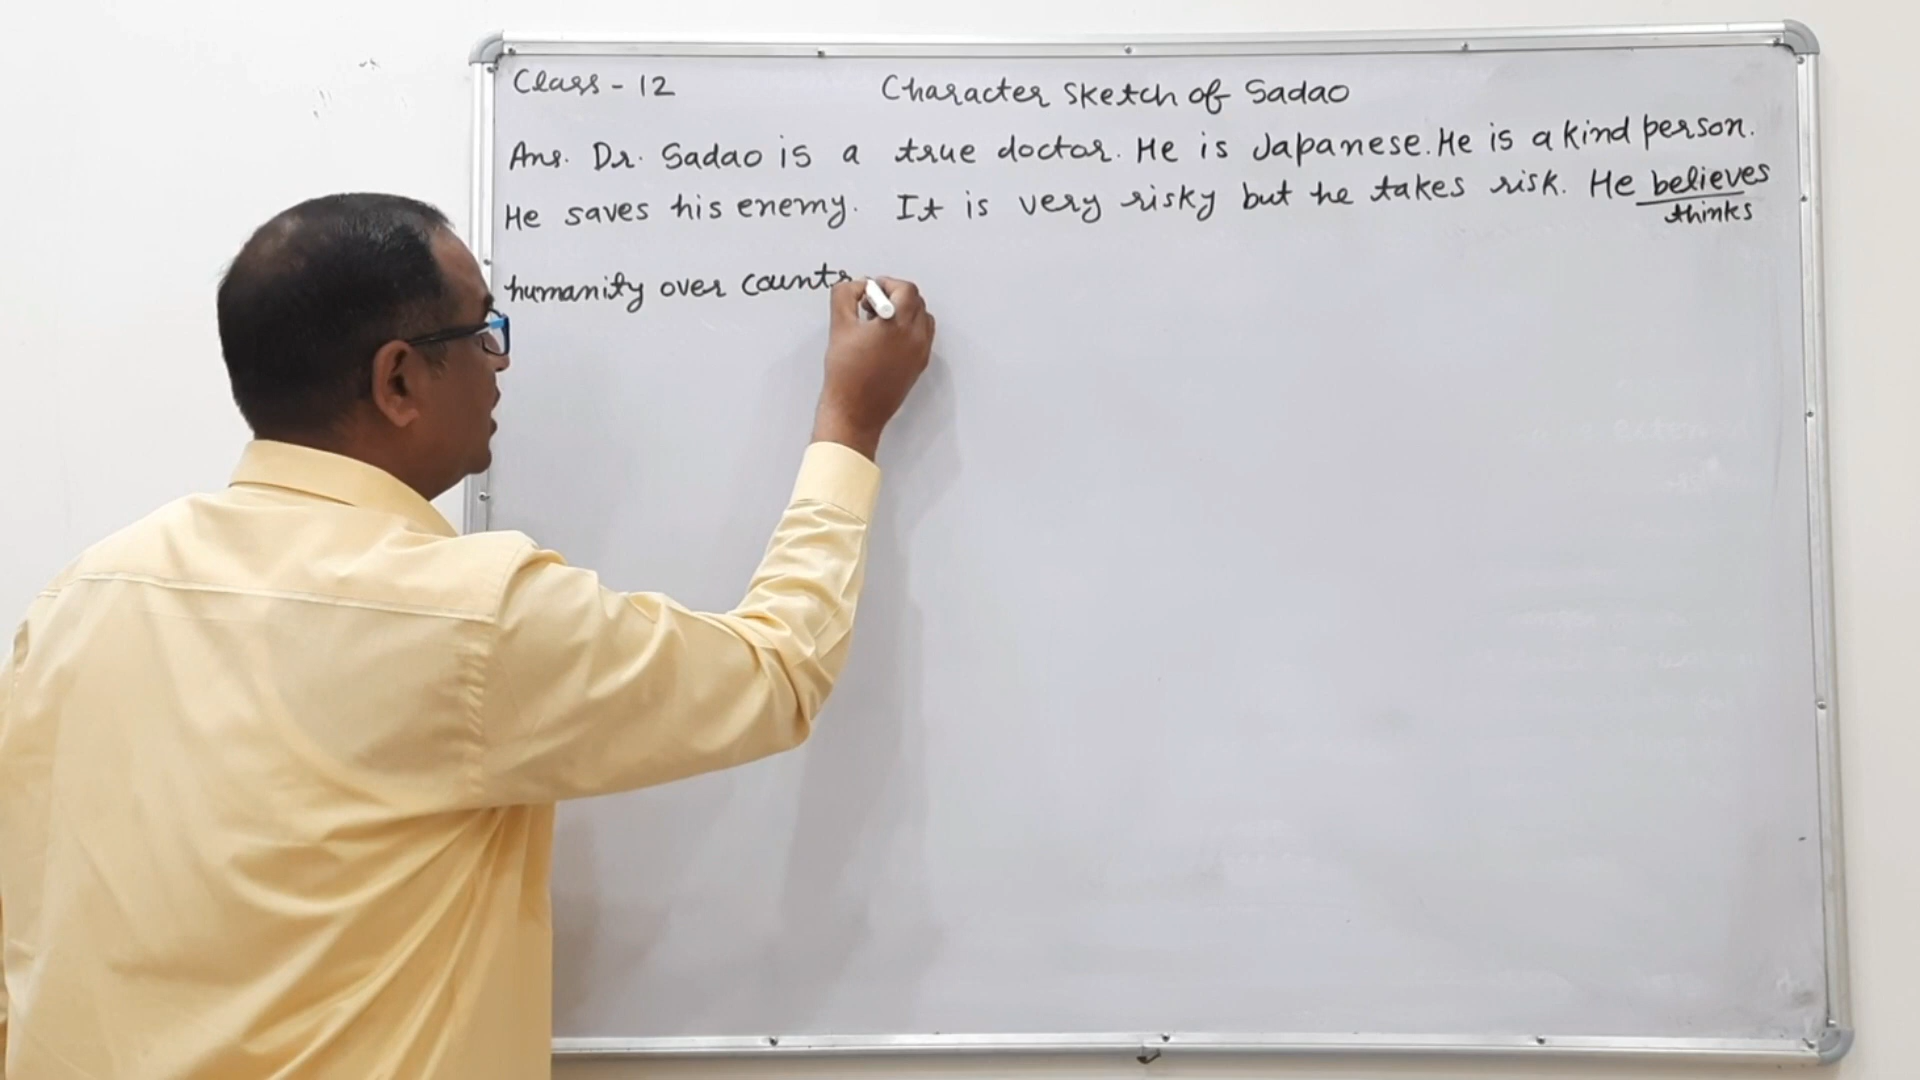 Class - 12
Character Sketch of Sadao
Ans. Dr. Sadao is a true doctor. He is Japanese. He is a kind person.
He saves his enemy. It is very risky but he takes risk. He believes
thinks
humanity over countr